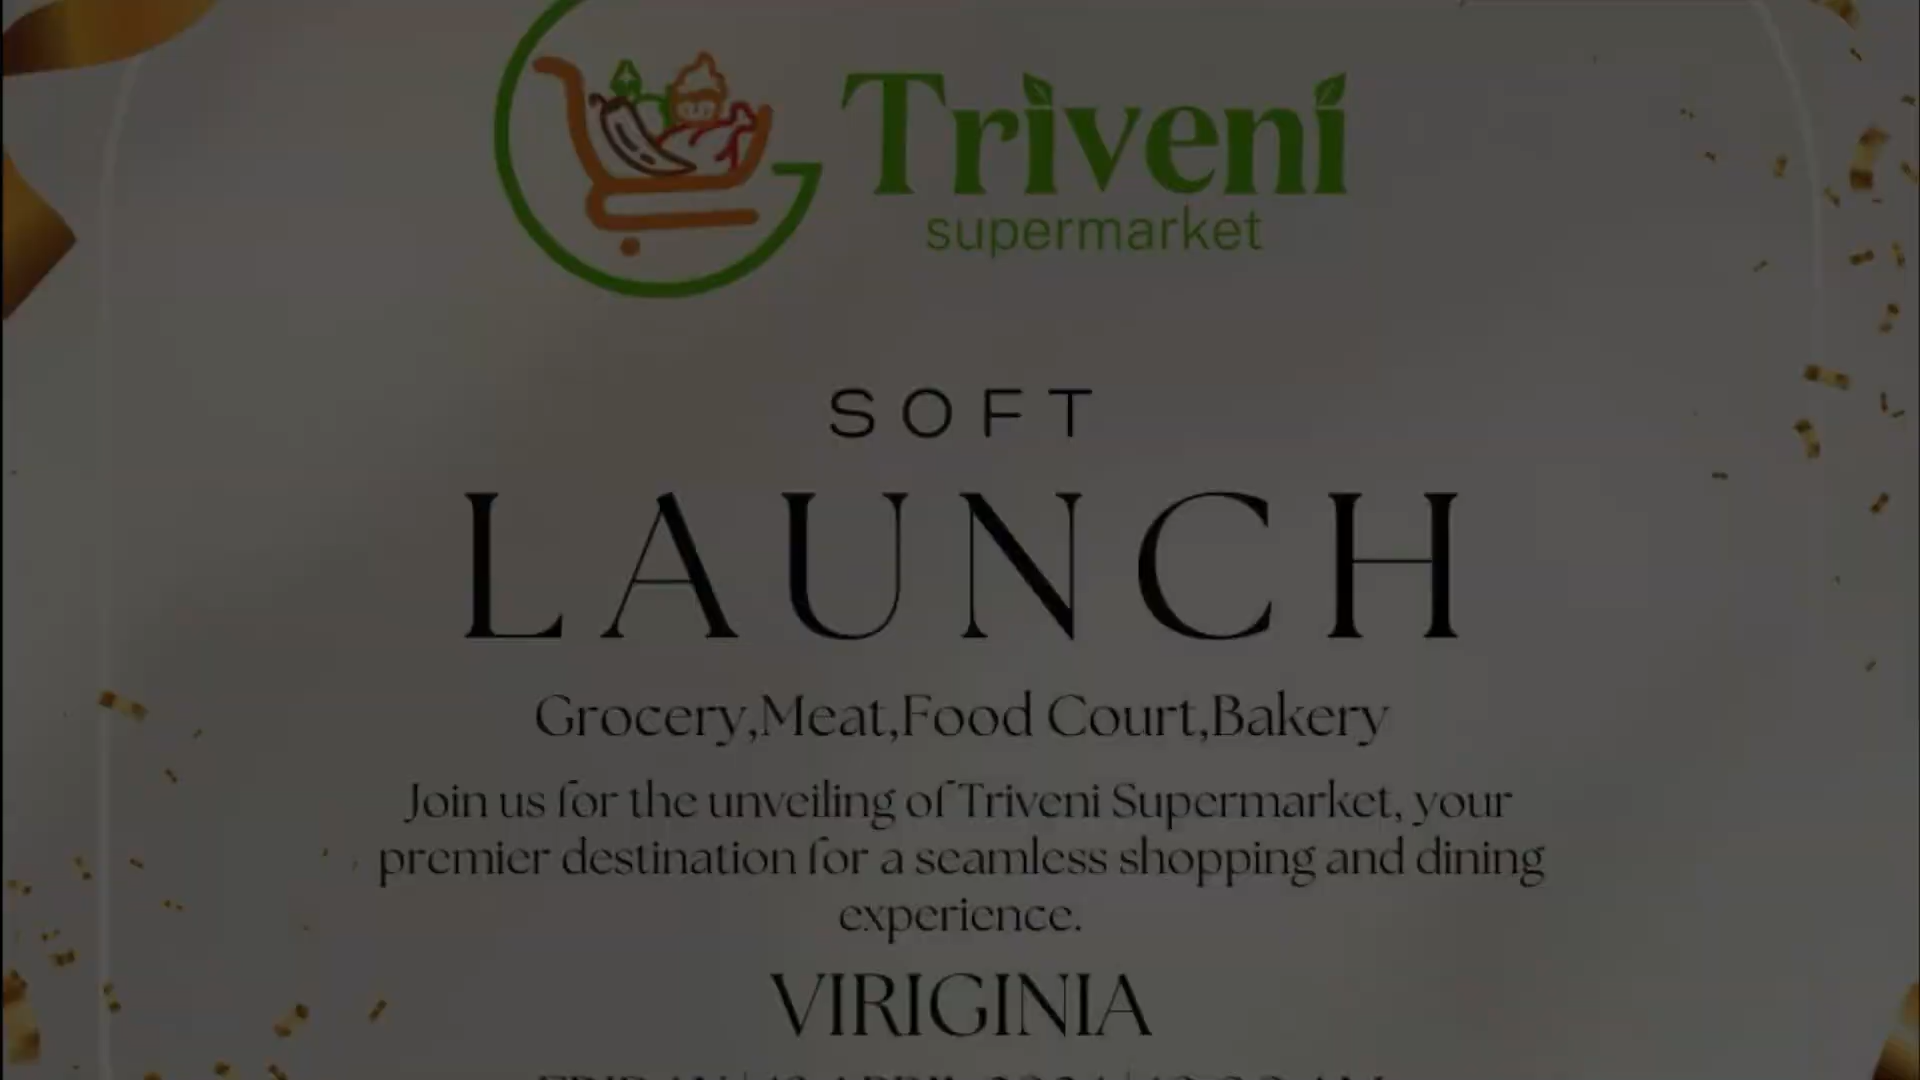 Triveni
supermarket
SOFT
LAUNCH
Grocery,Meat,Food Court,Bakery
Join us for the unveiling of Triveni Supermarket, your
premier destination for a seamless shopping and dining
experience.
VIRIGINIA